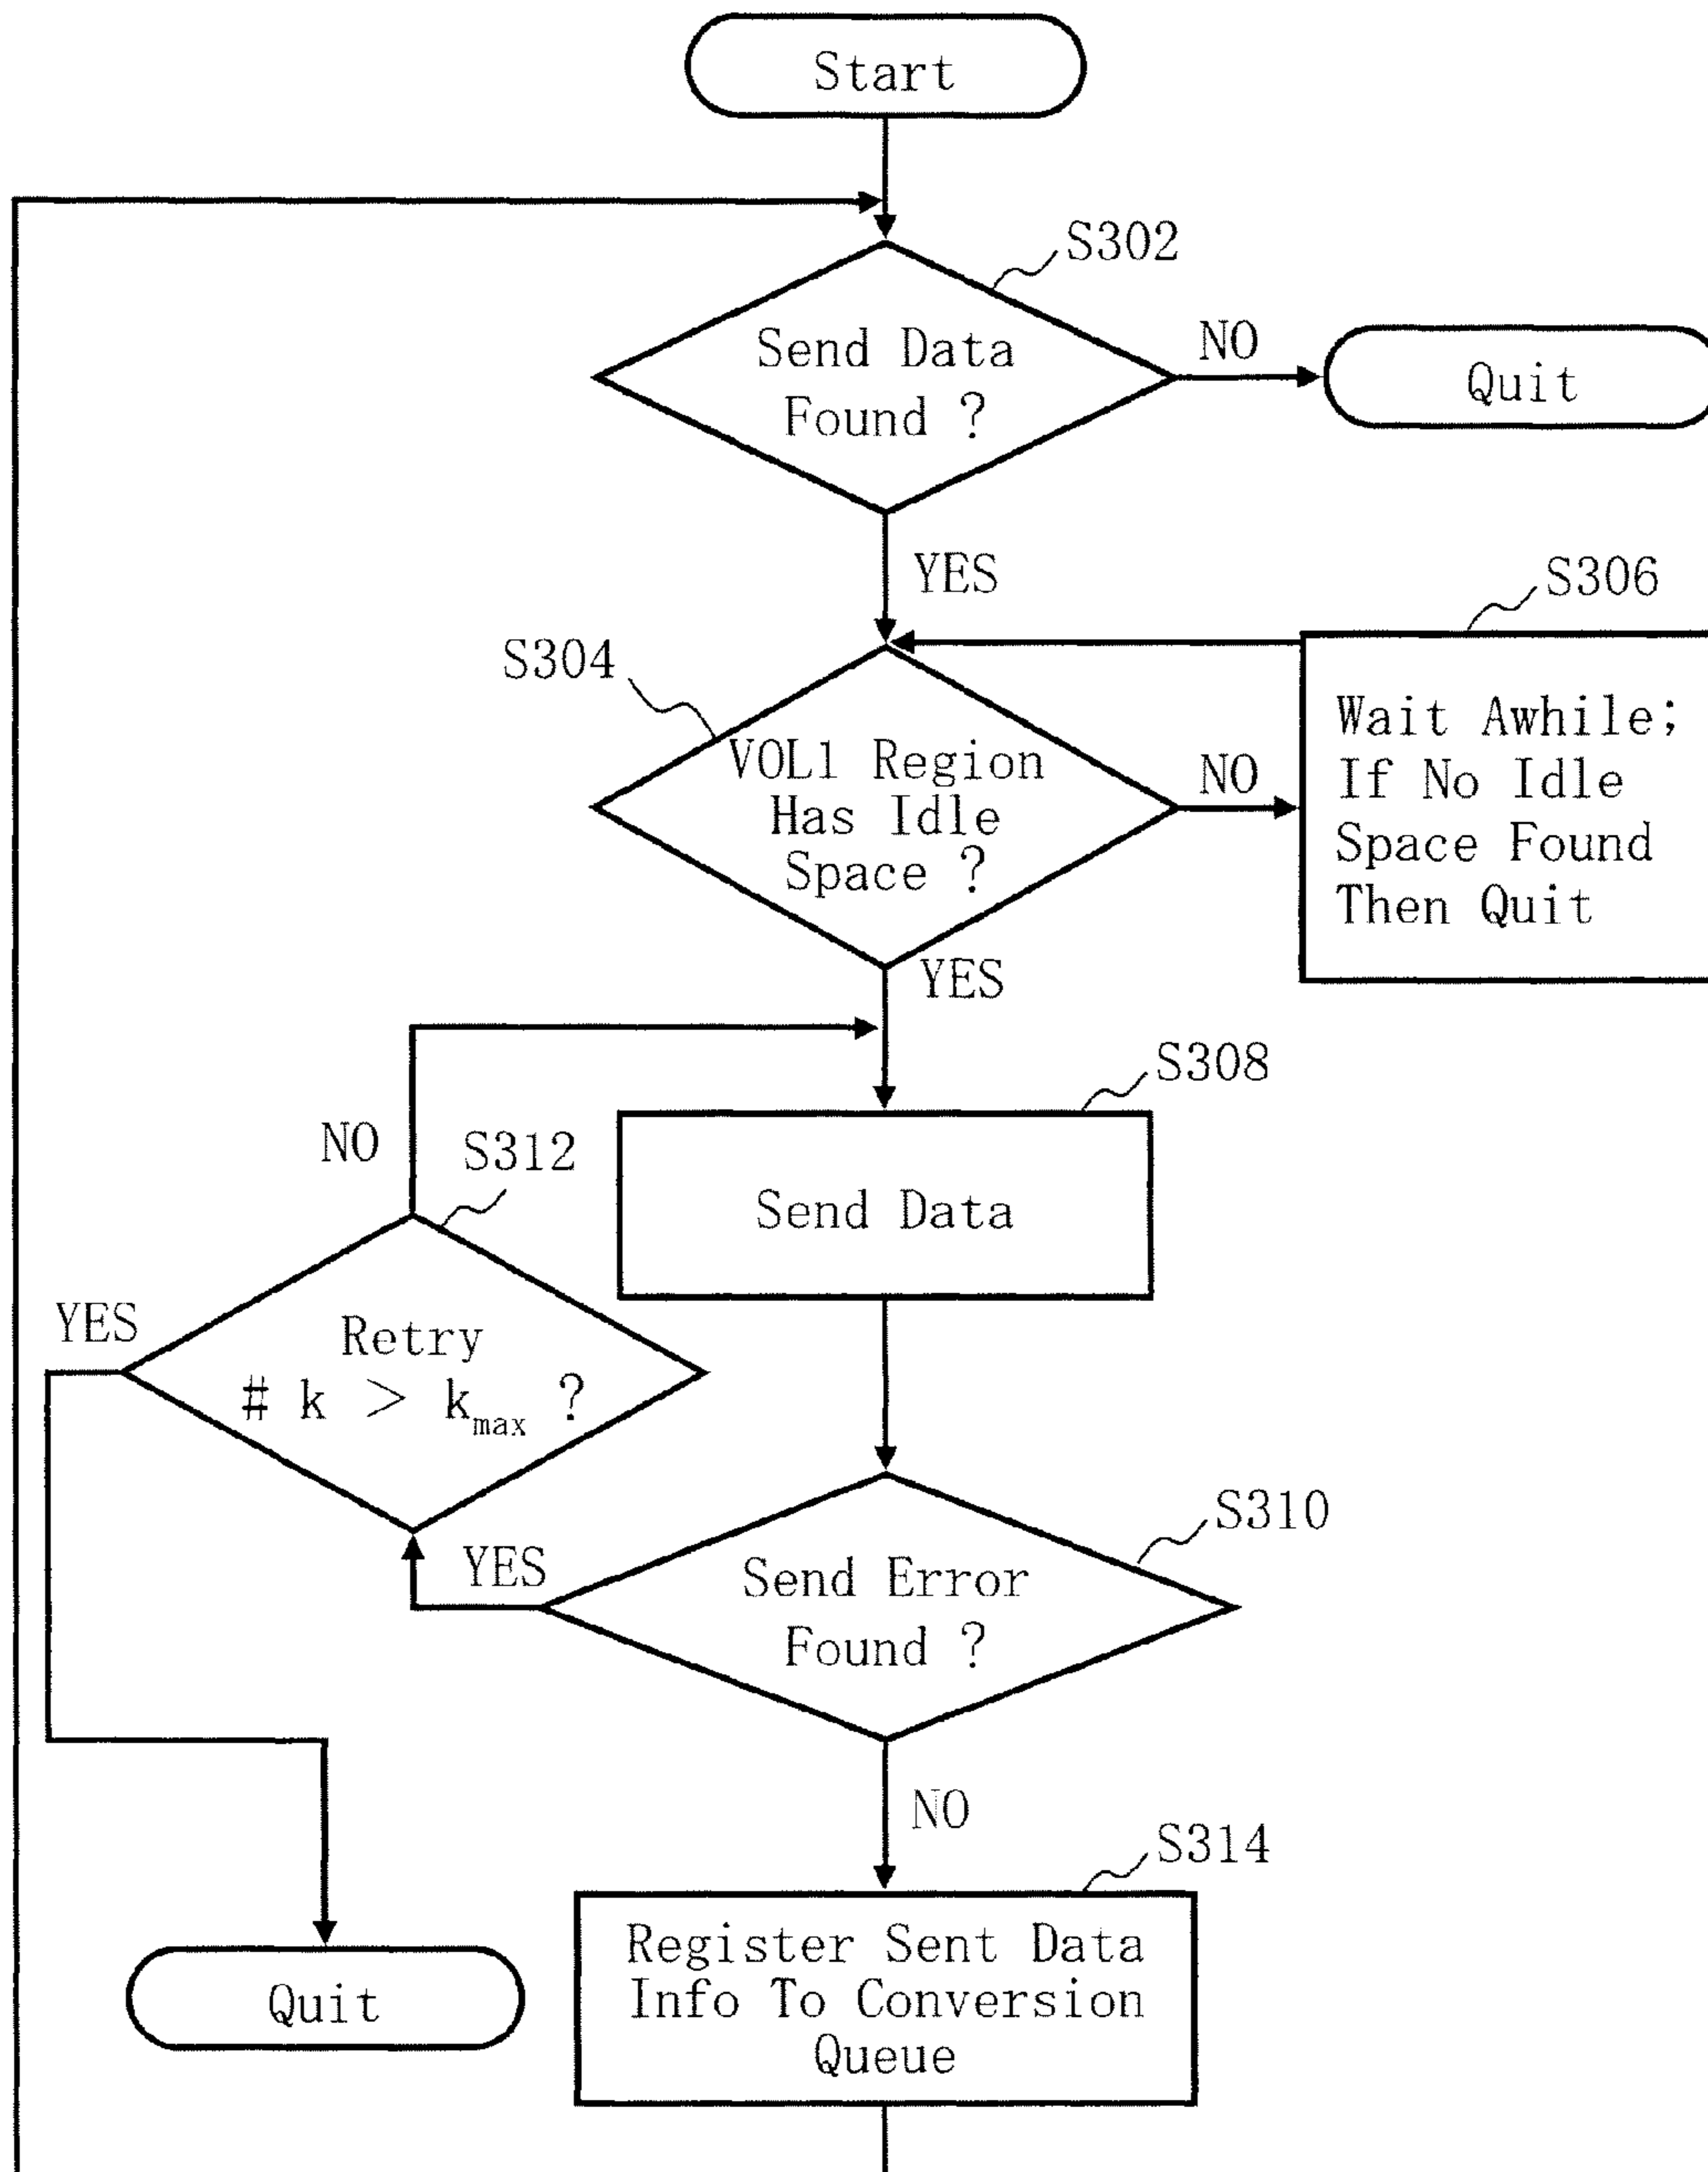 Start
S302
Send Data
Found ?
NO
Quit
YES
S306
S304
VOL1 Region
Has Idle
Space ?
NO
Wait Awhile;
If No Idle
Space Found
Then Quit
YES
S308
NO
S312
Send Data
YES
Retry
# k > kmax ?
S310
YES
Send Error
Found ?
NO
S314
Register Sent Data
Info To Conversion
Queue
Quit